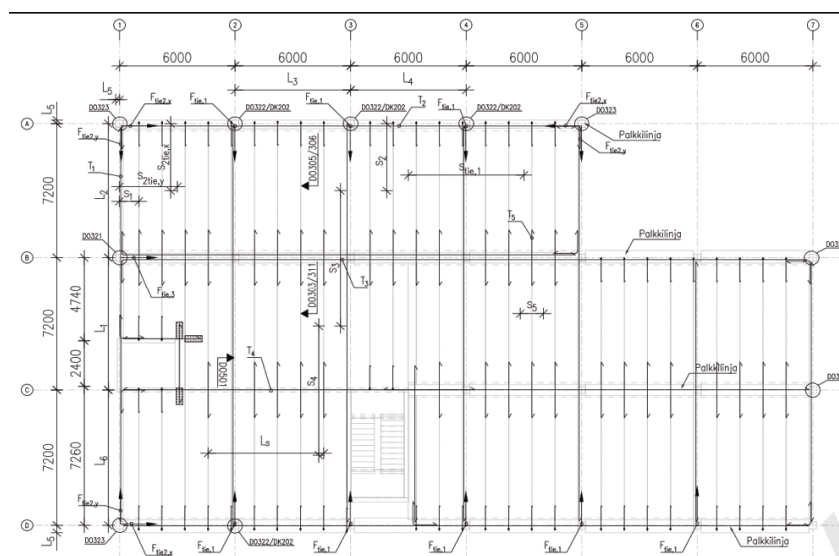 1 2 3 4 5 6 7
6000 6000 6000 6000 6000 6000
L3 L4
L5
D0323 Ftie2,x Ftie,1 D0322/DK202 Ftie,1 D0322/DK202 T2 Ftie,1 D0322/DK202 Ftie2,x D0323
L5
A
Palkkilinja
Ftie2,y
Ftie2,y
T1
S2tie,x
S2tie,y
S1
D0305/306
S2
Stie,1
7200
L2
T5
D0321
Palkkilinja
B
Ftie,3
S3
T3
4740
D0303/311
S5
7200
L1
2400
D0501
T4
S4
Palkkilinja
C
7200
7260
L6
Ls
Ftie2,y
D
L5
D0323 Ftie2,x Ftie,1 D0322/DK202 Ftie,1 Ftie,1 Ftie,1 Ftie,1 Palkkilinja